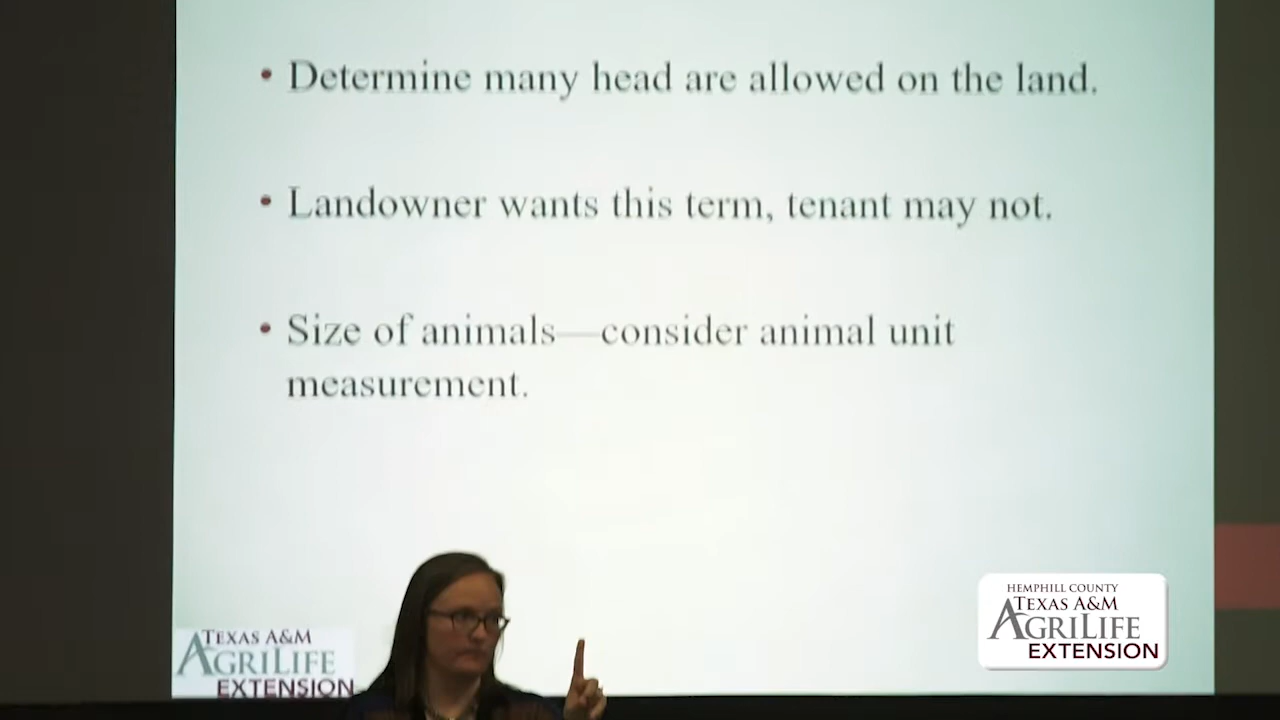 • Determine many head are allowed on the land.
• Landowner wants this term, tenant may not.
• Size of animals—consider animal unit
measurement.
TEXAS A&M
AGRILIFE
EXTENSION
HEMPHILL COUNTY
TEXAS A&M
AGRILIFE
EXTENSION